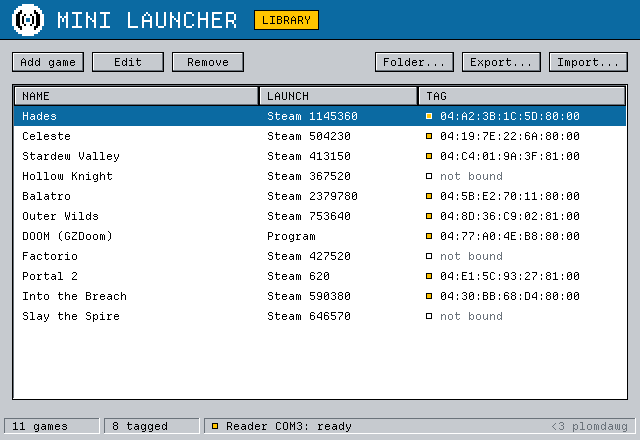 MINI LAUNCHER LIBRARY
Add game Edit Remove Folder... Export... Import...
NAME LAUNCH TAG
Hades Steam 1145360 04:A2:3B:1C:5D:80:00
Celeste Steam 504230 04:19:7E:22:6A:80:00
Stardew Valley Steam 413150 04:C4:01:9A:3F:81:00
Hollow Knight Steam 367520 not bound
Balatro Steam 2379780 04:5B:E2:70:11:80:00
Outer Wilds Steam 753640 04:8D:36:C9:02:81:00
DOOM (GZDoom) Program 04:77:A0:4E:B8:80:00
Factorio Steam 427520 not bound
Portal 2 Steam 620 04:E1:5C:93:27:81:00
Into the Breach Steam 590380 04:30:BB:68:D4:80:00
Slay the Spire Steam 646570 not bound
11 games 8 tagged Reader COM3: ready <3 plomdawg